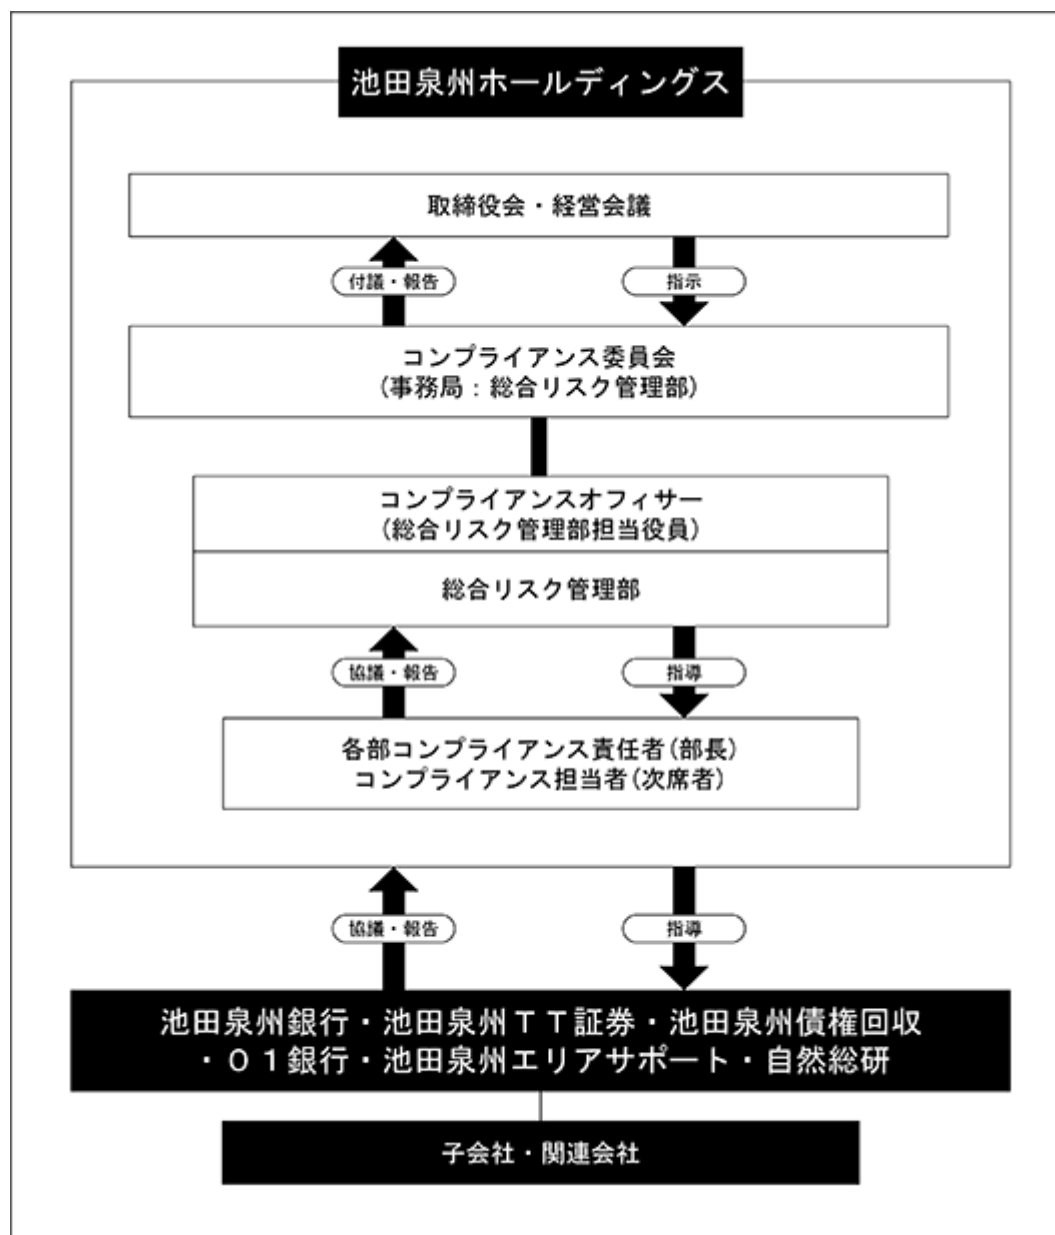 池田泉州ホールディングス
取締役会・経営会議
付議・報告
指示
コンプライアンス委員会
(事務局：総合リスク管理部)
コンプライアンスオフィサー
(総合リスク管理部担当役員)
総合リスク管理部
協議・報告
指導
各部コンプライアンス責任者(部長)
コンプライアンス担当者(次席者)
協議・報告
指導
池田泉州銀行・池田泉州ＴＴ証券・池田泉州債権回収
・０１銀行・池田泉州エリアサポート・自然総研
子会社・関連会社